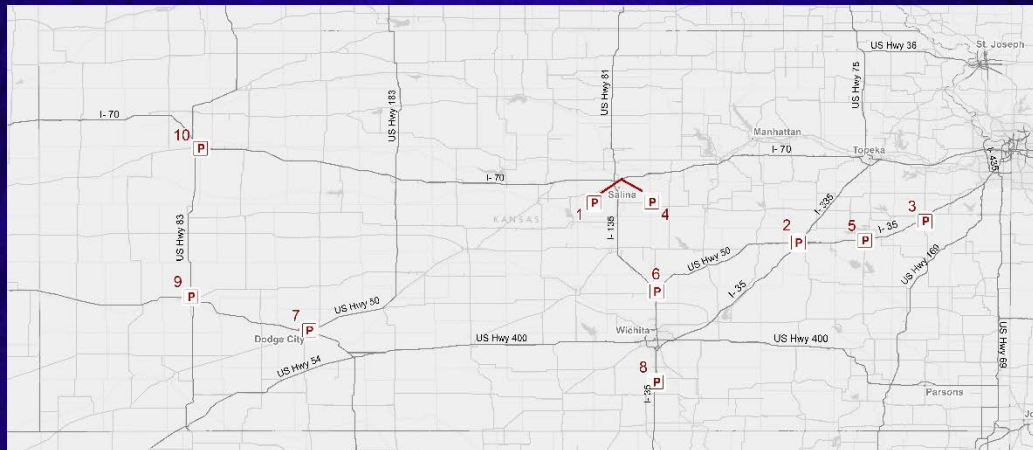 US Hwy 36
St. Joseph
US Hwy 81
US Hwy 75
US Hwy 183
I- 70
10
P
Manhattan
I- 70
Topeka
I- 435
I- 70
Salina
1
P
P
4
KANSAS
I- 335
3
P
US Hwy 83
I- 135
2
P
5
P
I- 35
US Hwy 50
US Hwy 169
6
P
I- 35
9
P
US Hwy 50
7
P
Dodge City
Wichita
US Hwy 400
US Hwy 400
US Hwy 69
US Hwy 54
8
P
I- 35
Parsons
Jo